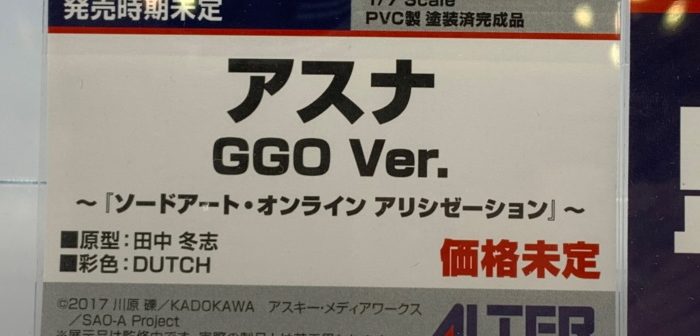 発売時期未定
1/7 Scale
PVC製 塗装済完成品
アスナ
GGO Ver.
～『ソードアート・オンライン アリシゼーション』～
■原型：田中 冬志
■彩色：DUTCH
価格未定
©2017 川原 礫/KADOKAWA アスキー・メディアワークス
/SAO-A Project
ALTER